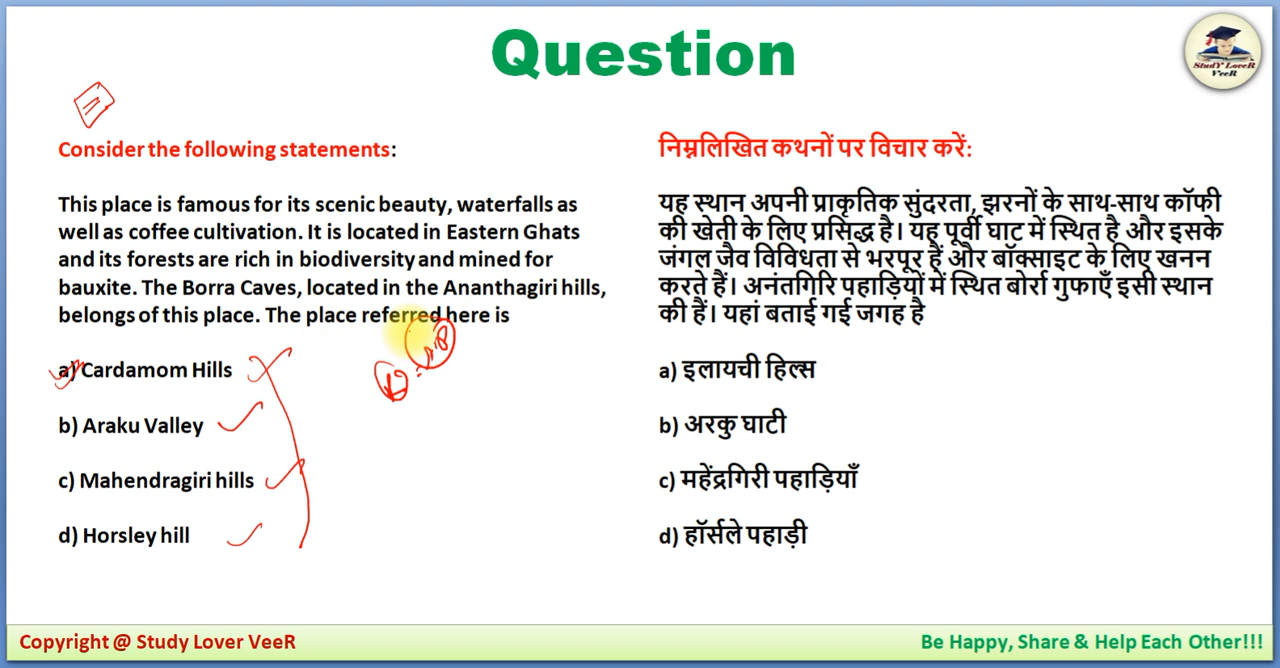 Question
StudY LoveR
VeeR
Consider the following statements:
This place is famous for its scenic beauty, waterfalls as
well as coffee cultivation. It is located in Eastern Ghats
and its forests are rich in biodiversity and mined for
bauxite. The Borra Caves, located in the Ananthagiri hills,
belongs of this place. The place referred here is
a) Cardamom Hills
b) Araku Valley
c) Mahendragiri hills
d) Horsley hill
निम्नलिखित कथनों पर विचार करें:
यह स्थान अपनी प्राकृतिक सुंदरता, झरनों के साथ-साथ कॉफी
की खेती के लिए प्रसिद्ध है। यह पूर्वी घाट में स्थित है और इसके
जंगल जैव विविधता से भरपूर हैं और बॉक्साइट के लिए खनन
करते हैं। अनंतगिरि पहाड़ियों में स्थित बोर्रा गुफाएँ इसी स्थान
की हैं। यहां बताई गई जगह है
a) इलायची हिल्स
b) अरकु घाटी
c) महेंद्रगिरी पहाड़ियाँ
d) हॉर्सले पहाड़ी
Copyright @ Study Lover VeeR
Be Happy, Share & Help Each Other!!!